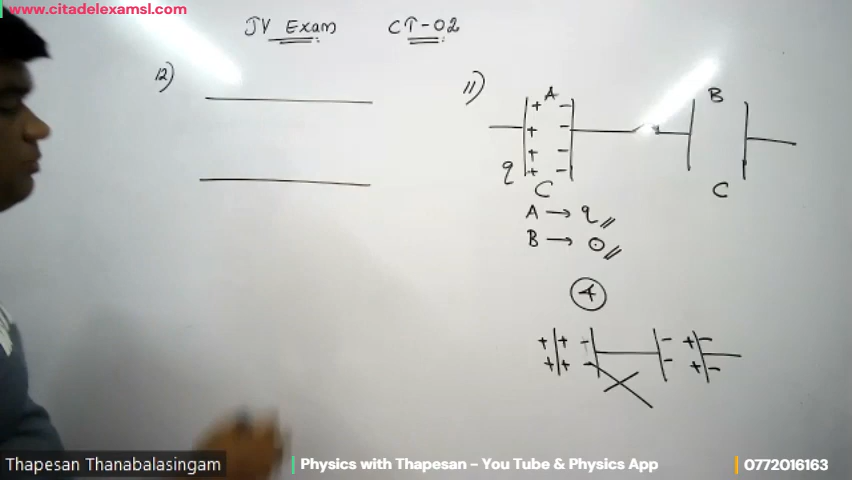 www.citadelexamsl.com
JV Exam CT-02
12)
11)
A
B
+ -
+ -
+ -
+ -
q
C
C
A → q
B → 0
4
+ + - - + -
+ + - - + -
Thapesan Thanabalasingam
Physics with Thapesan - You Tube & Physics App
0772016163